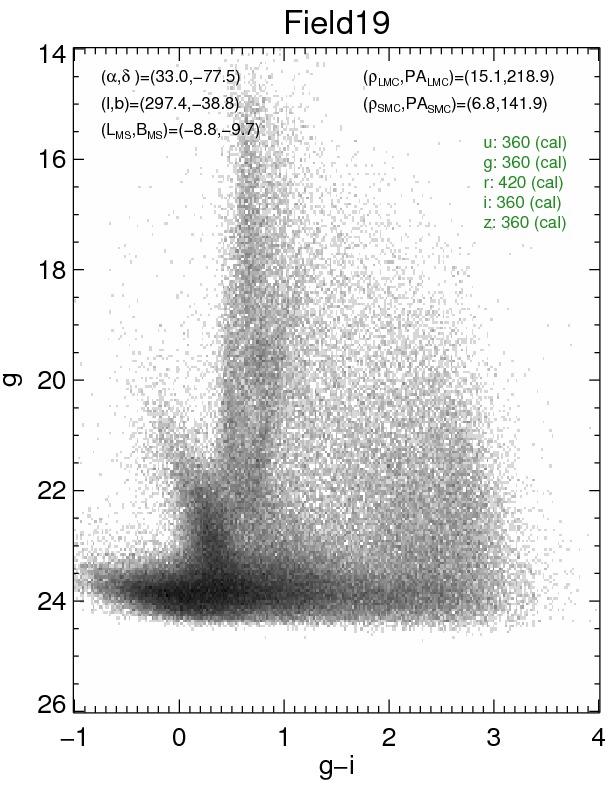 Field19
(α,δ )=(33.0,−77.5)
(ρLMC,PALMC)=(15.1,218.9)
(l,b)=(297.4,−38.8)
(ρSMC,PASMC)=(6.8,141.9)
(LMS,BMS)=(−8.8,−9.7)
u: 360 (cal)
g: 360 (cal)
r: 420 (cal)
i: 360 (cal)
z: 360 (cal)
14
16
18
20
22
24
26
g
−1 0 1 2 3 4
g−i